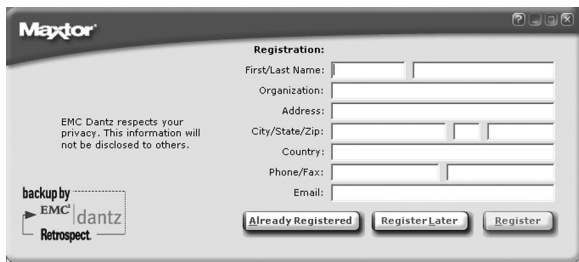 Maxtor
Registration:
First/Last Name:
Organization:
Address:
City/State/Zip:
Country:
Phone/Fax:
Email:
EMC Dantz respects your
privacy. This information will
not be disclosed to others.
backup by
EMC² dantz
Retrospect.
Already Registered
Register Later
Register